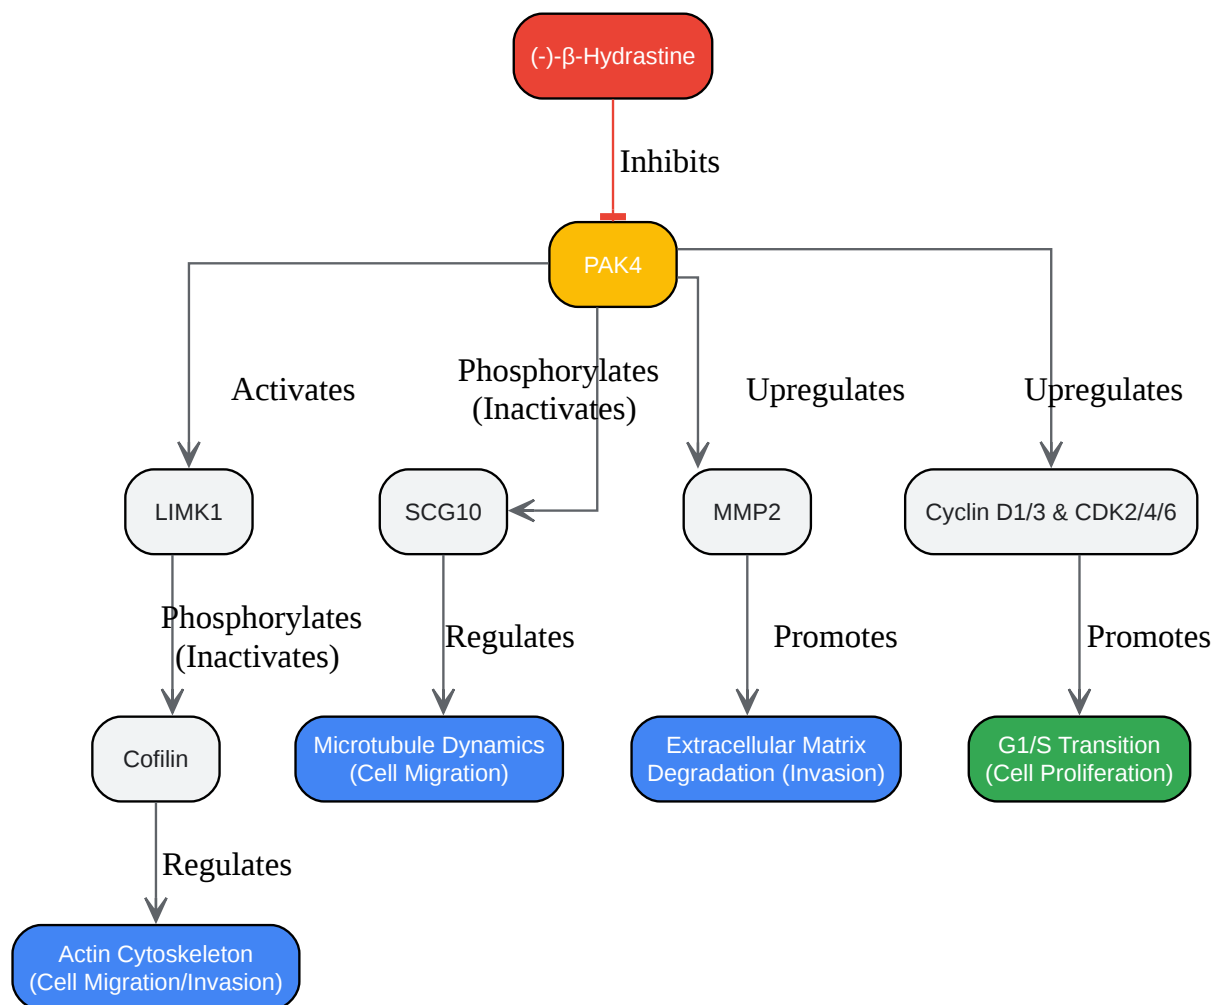 (-)-β-Hydrastine
Inhibits
PAK4
Activates
Phosphorylates
(Inactivates)
Upregulates
Upregulates
LIMK1
SCG10
MMP2
Cyclin D1/3 & CDK2/4/6
Phosphorylates
(Inactivates)
Regulates
Promotes
Promotes
Cofilin
Microtubule Dynamics
(Cell Migration)
Extracellular Matrix
Degradation (Invasion)
G1/S Transition
(Cell Proliferation)
Regulates
Actin Cytoskeleton
(Cell Migration/Invasion)